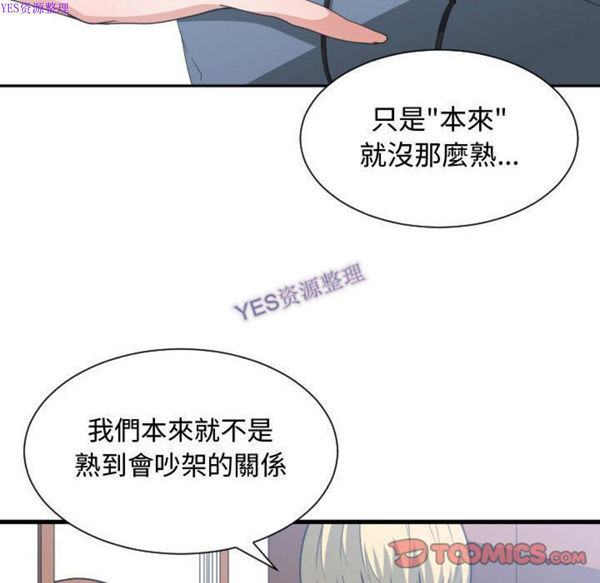 YES资源整理
只是"本來"
就沒那麼熟...
YES资源整理
我們本來就不是
熟到會吵架的關係
TOOMICS.com